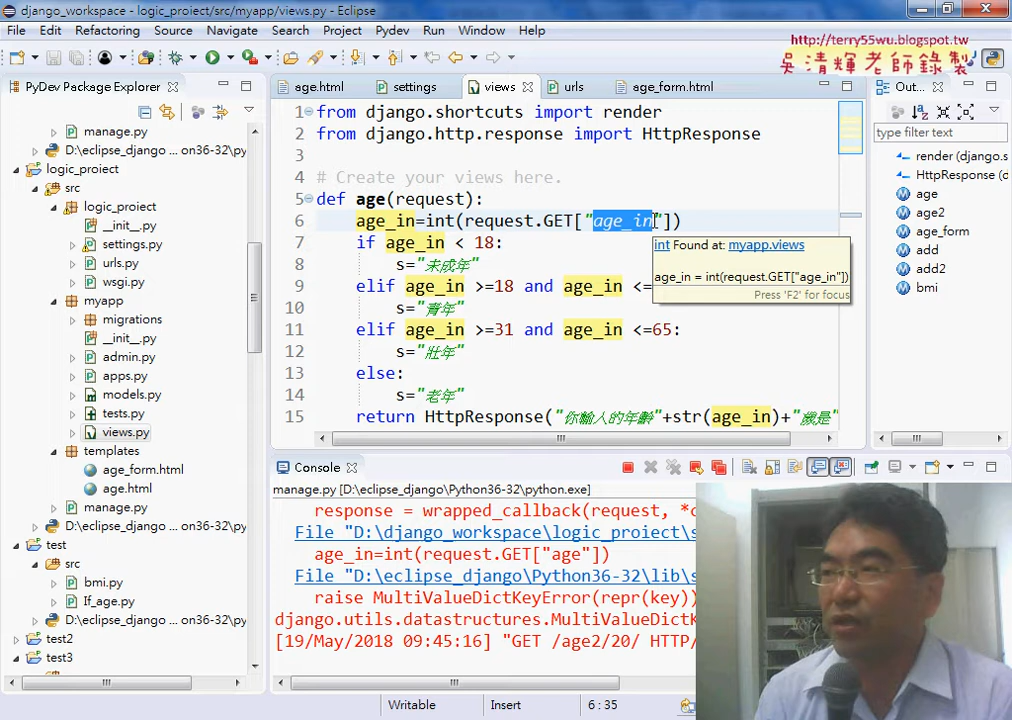 django_workspace - logic_proiect/src/myapp/views.py - Eclipse
File Edit Refactoring Source Navigate Search Project Pydev Run Window Help
http://terry55wu.blogspot.tw
吳清輝老師錄製
PyDev Package Explorer
age.html settings views urls age_form.html
Out...
type filter text
manage.py
D:\eclipse_django\ ... on36-32\py
logic_proiect
src
logic_proiect
__init__.py
settings.py
urls.py
wsgi.py
myapp
migrations
__init__.py
admin.py
apps.py
models.py
tests.py
views.py
templates
age_form.html
age.html
manage.py
D:\eclipse_django\ ... on36-32\py
test
src
bmi.py
If_age.py
D:\eclipse_django\ ... on36-32\py
test2
test3
1 from django.shortcuts import render
2 from django.http.response import HttpResponse
3
4 # Create your views here.
5 def age(request):
6 age_in=int(request.GET["age_in"])
7 if age_in < 18:
8 s="未成年"
9 elif age_in >=18 and age_in <=
10 s="青年"
11 elif age_in >=31 and age_in <=65:
12 s="壯年"
13 else:
14 s="老年"
15 return HttpResponse("你輸入的年齡"+str(age_in)+"歲是"
int Found at: myapp.views
age_in = int(request.GET["age_in"])
Press 'F2' for focus
render (django.s
HttpResponse (
age
age2
age_form
add
add2
bmi
Console
manage.py [D:\eclipse_django\Python36-32\python.exe]
response = wrapped_callback(request, *c
File "D:\django_workspace\logic_proiect\s
age_in=int(request.GET["age"])
File "D:\eclipse_django\Python36-32\lib\s
raise MultiValueDictKeyError(repr(key))
django.utils.datastructures.MultiValueDictK
[19/May/2018 09:45:16] "GET /age2/20/ HTTP/
Writable Insert 6 : 35